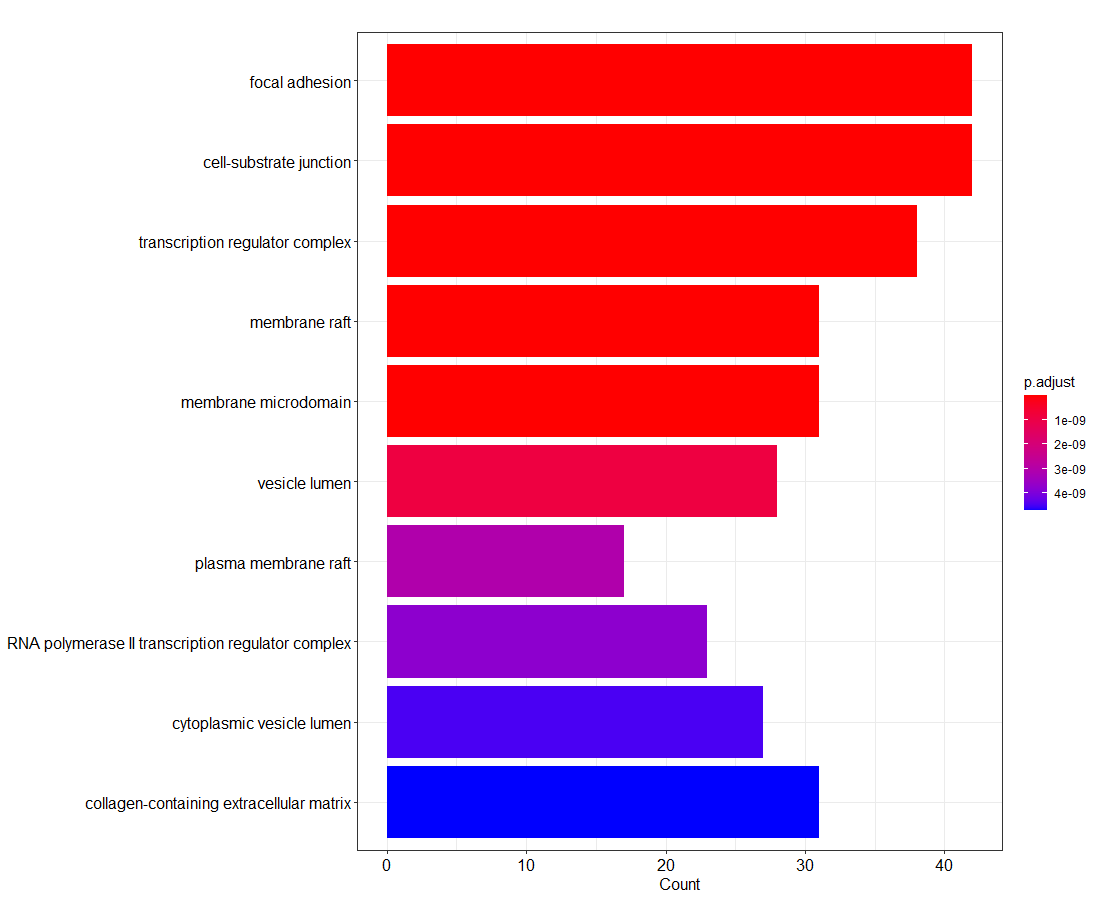 focal adhesion
cell-substrate junction
transcription regulator complex
membrane raft
membrane microdomain
vesicle lumen
plasma membrane raft
RNA polymerase II transcription regulator complex
cytoplasmic vesicle lumen
collagen-containing extracellular matrix
0 10 20 30 40
Count
p.adjust
1e-09
2e-09
3e-09
4e-09